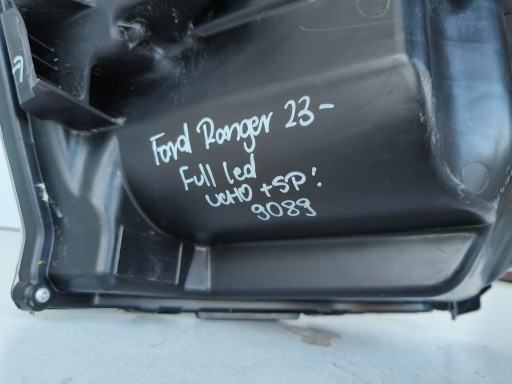 Ford Ranger 23-
Full led
UCHO +SP!
9089